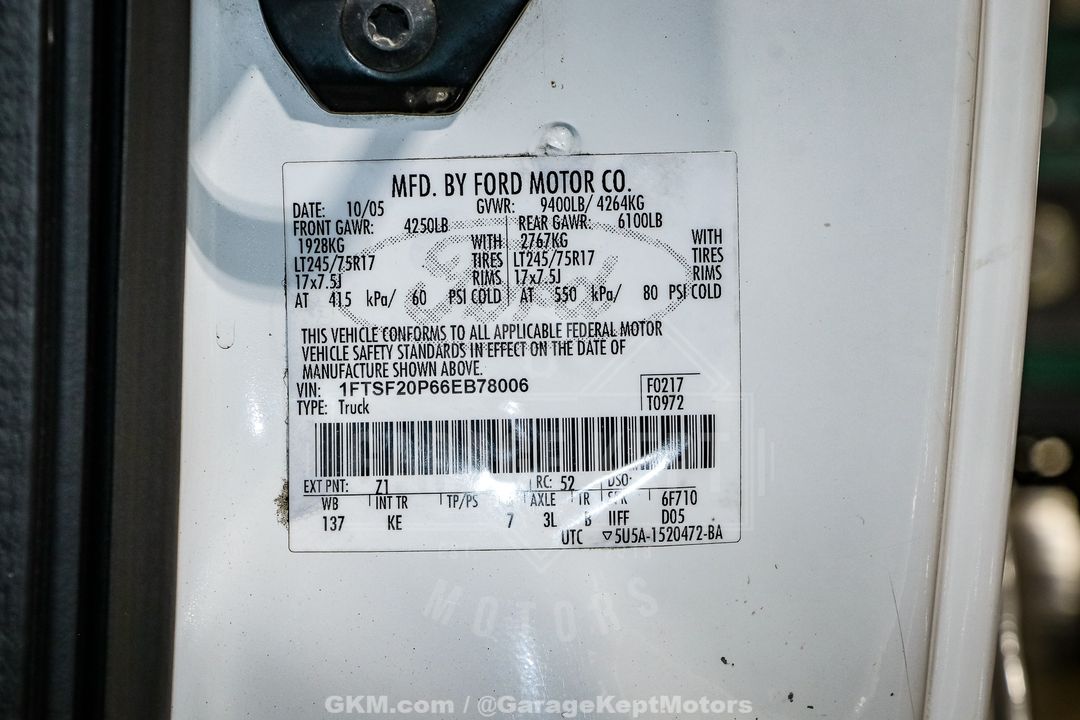 MFD. BY FORD MOTOR CO.
DATE: 10/05 GVWR: 9400LB/ 4264KG
FRONT GAWR: 4250LB REAR GAWR: 6100LB
1928KG WITH 2767KG WITH
LT245/75R17 TIRES LT245/75R17 TIRES
17x7.5J RIMS 17x7.5J RIMS
AT 415 kPa/ 60 PSI COLD AT 550 kPa/ 80 PSI COLD
Ford
THIS VEHICLE CONFORMS TO ALL APPLICABLE FEDERAL MOTOR
VEHICLE SAFETY STANDARDS IN EFFECT ON THE DATE OF
MANUFACTURE SHOWN ABOVE.
VIN: 1FTSF20P66EB78006 F0217
TYPE: Truck T0972
EXT PNT: Z1 RC: 52 DSO:
WB INT TR TP/PS AXLE TR SPR 6F710
137 KE 7 3L B IIFF D05
UTC ▽5U5A-1520472-BA
MOTORS
GKM.com / @GarageKeptMotors